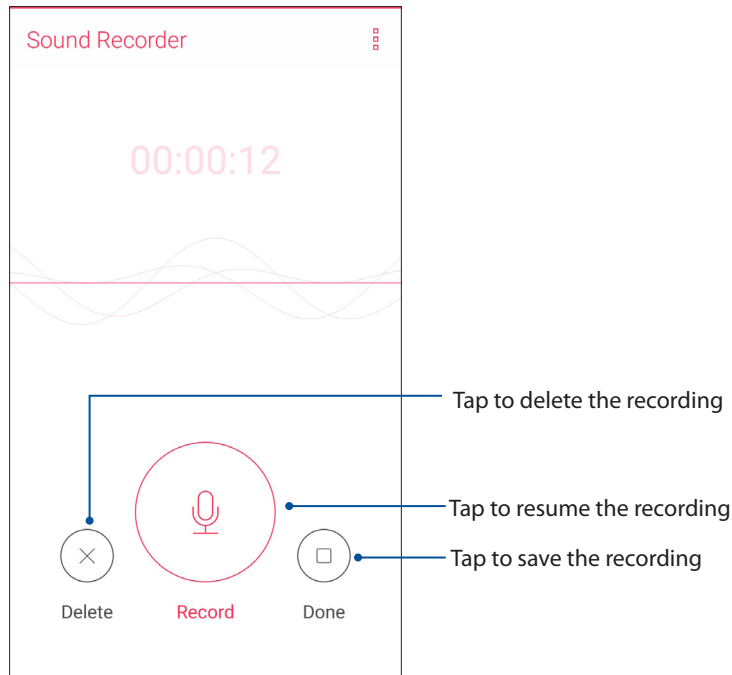 Sound Recorder
00:00:12
Tap to delete the recording
Tap to resume the recording
Tap to save the recording
Delete
Record
Done